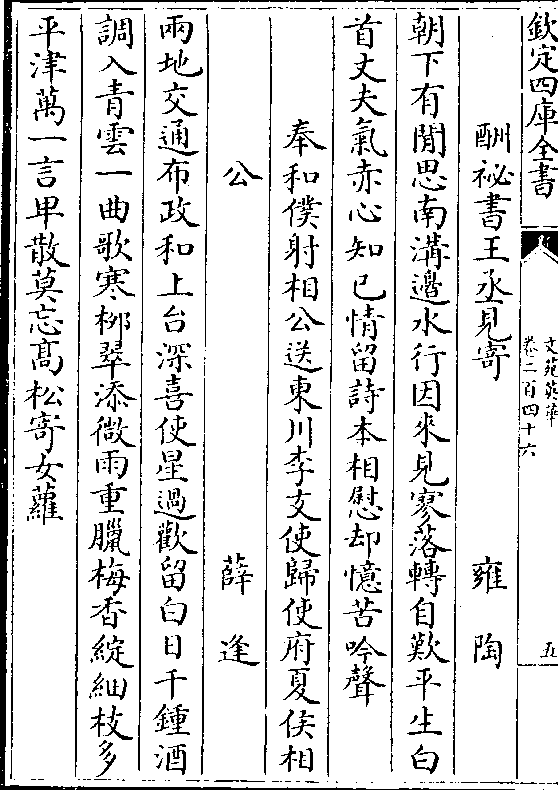 欽定四庫全書
文苑英華
卷二百四十六
五
酬祕書王丞見寄　雍陶
朝下有閒思南溝邊水行因來見寥落轉自歎平生白
首丈夫氣赤心知已情留詩本相慰却憶苦吟聲
奉和僕射相公送東川李支使歸使府夏侯相
公　薛逢
兩地交通布政和上台深喜使星過歡留白日千鍾酒
調入青雲一曲歌寒栁翠添微雨重臘梅香綻細枝多
平津萬一言卑散莫忘髙松寄女蘿